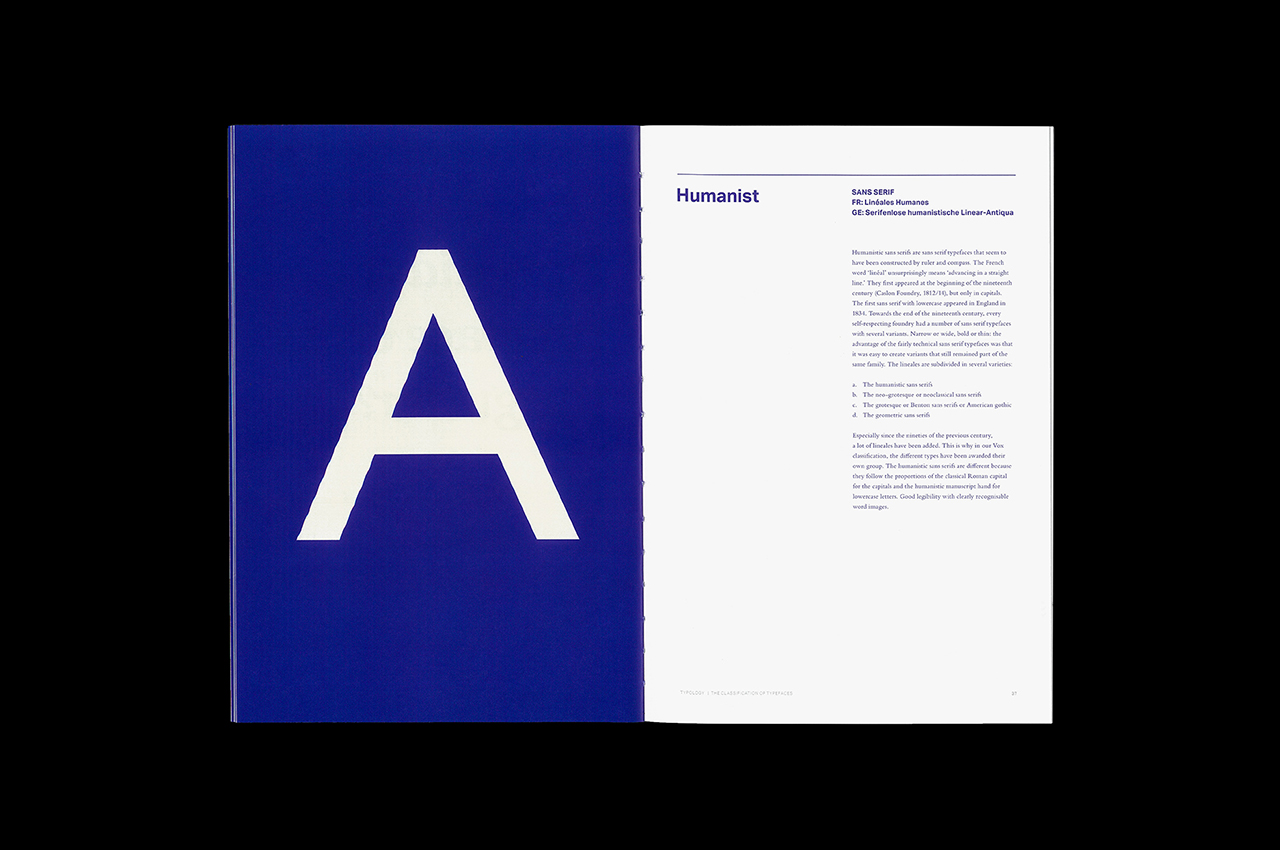 A
Humanist
SANS SERIF
FR: Linéales Humanes
GE: Serifenlose humanistische Linear-Antiqua
Humanistic sans serifs are sans serif typefaces that seem to
have been constructed by ruler and compass. The French
word ‘linéal’ unsurprisingly means ‘advancing in a straight
line.’ They first appeared at the beginning of the nineteenth
century (Caslon Foundry, 1812/14), but only in capitals.
The first sans serif with lowercase appeared in England in
1834. Towards the end of the nineteenth century, every
self-respecting foundry had a number of sans serif typefaces
with several variants. Narrow or wide, bold or thin: the
advantage of the fairly technical sans serif typefaces was that
it was easy to create variants that still remained part of the
same family. The lineales are subdivided in several varieties:
a. The humanistic sans serifs
b. The neo-grotesque or neoclassical sans serifs
c. The grotesque or Benton sans serifs or American gothic
d. The geometric sans serifs
Especially since the nineties of the previous century,
a lot of lineales have been added. This is why in our Vox
classification, the different types have been awarded their
own group. The humanistic sans serifs are different because
they follow the proportions of the classical Roman capital
for the capitals and the humanistic manuscript hand for
lowercase letters. Good legibility with clearly recognisable
word images.
TYPOLOGY | THE CLASSIFICATION OF TYPEFACES